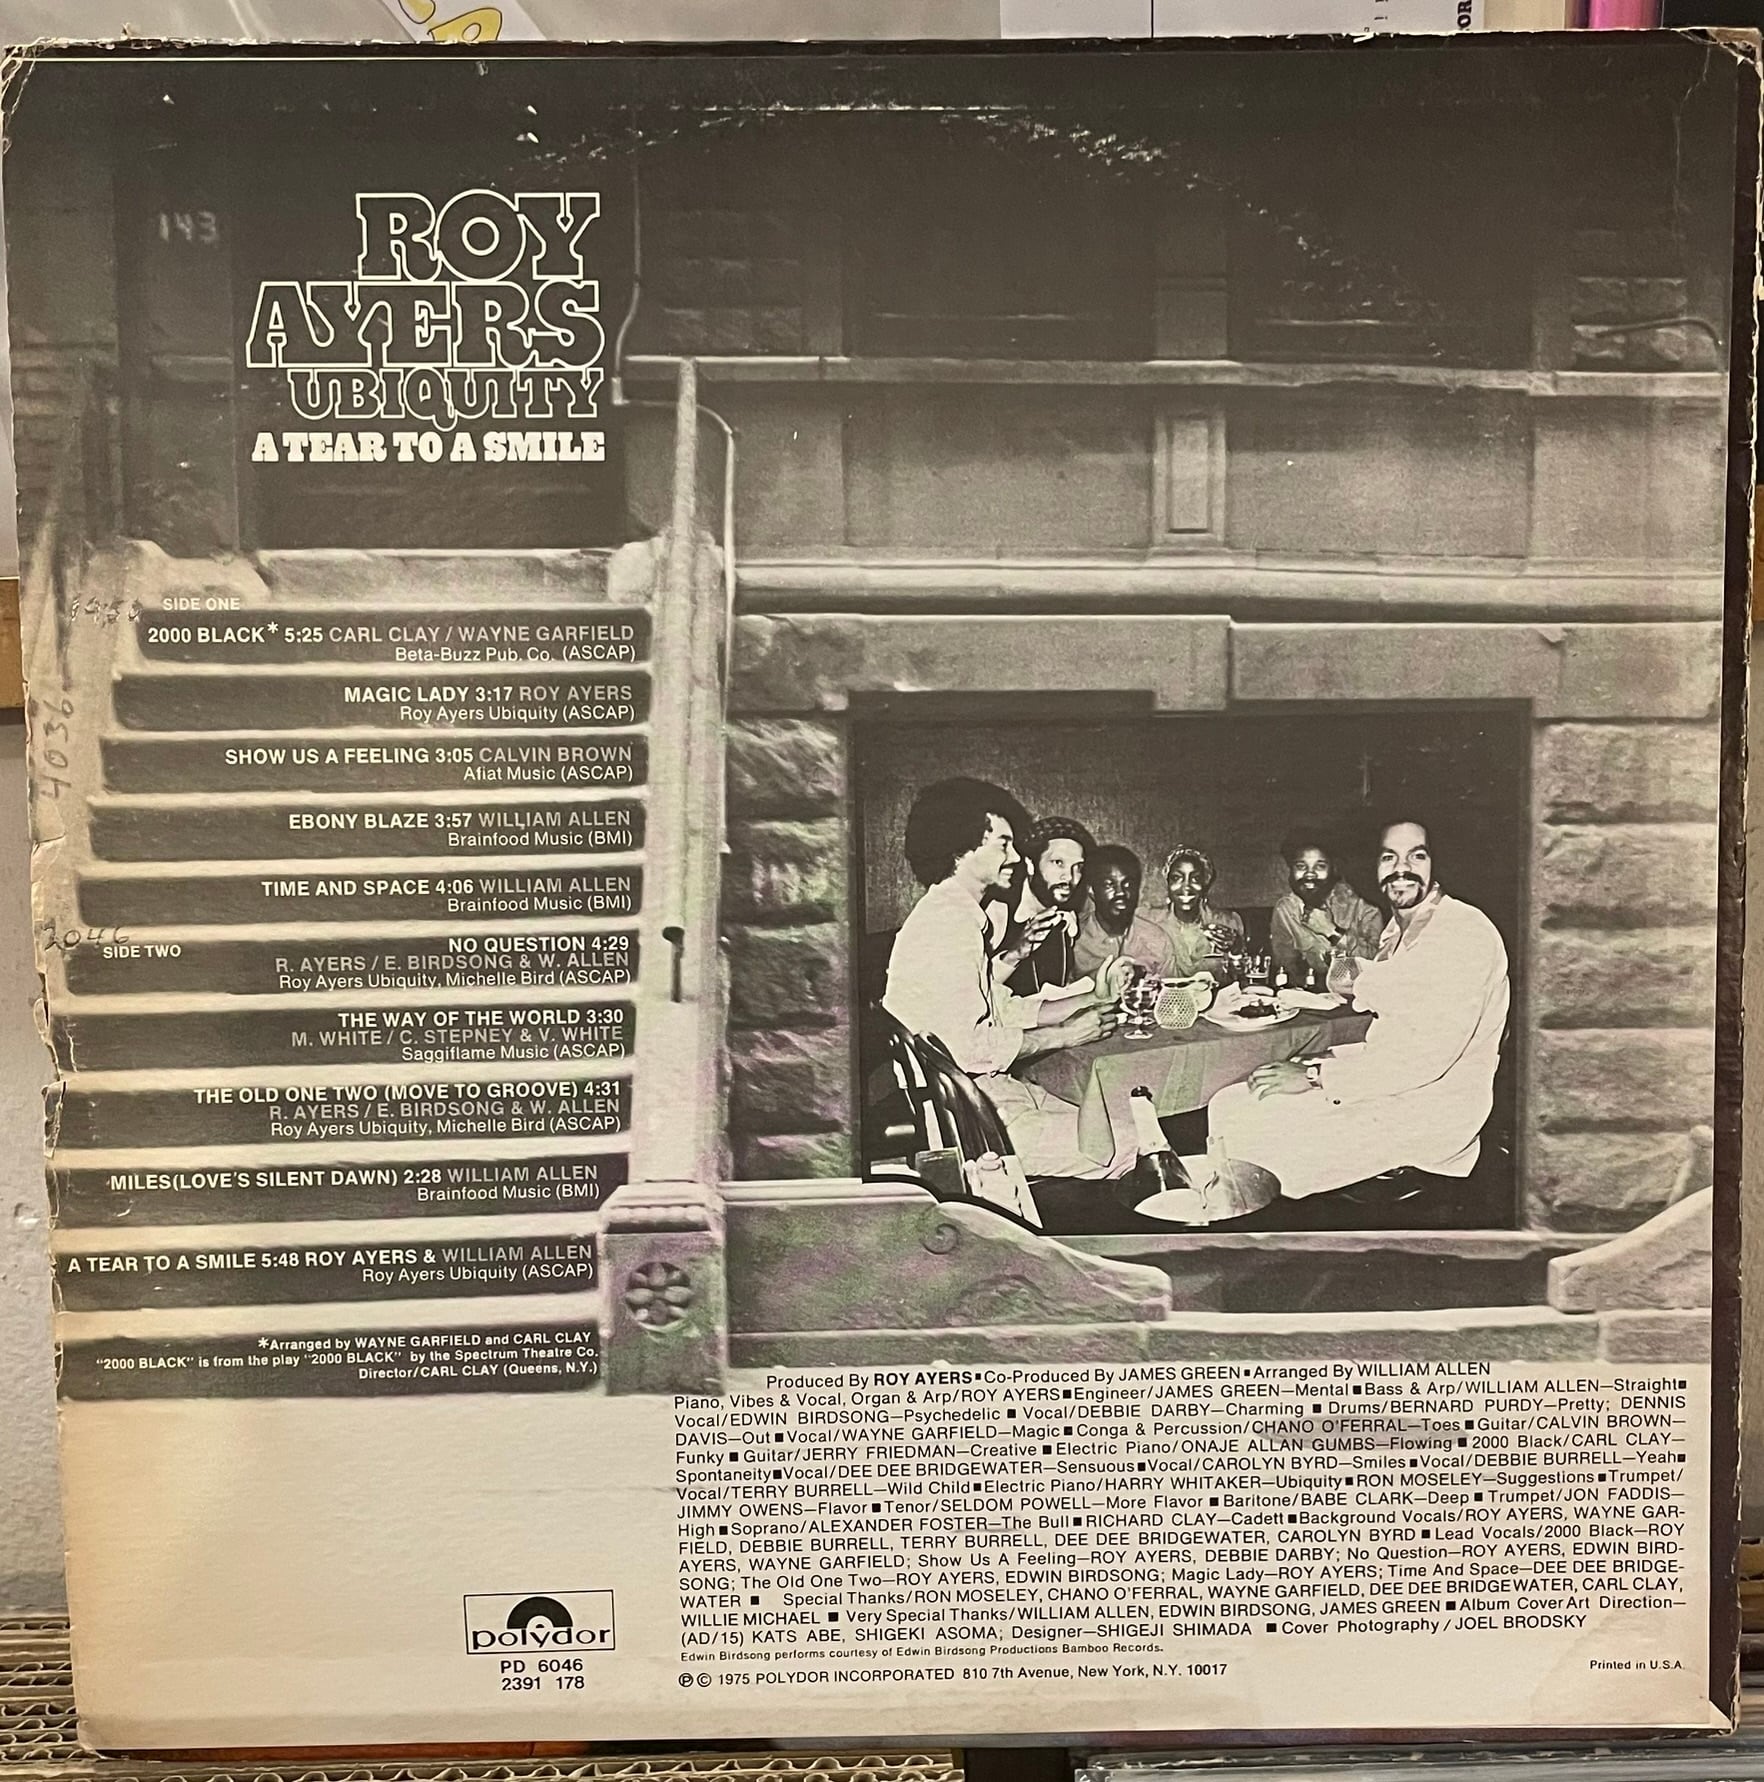 OR
143
ROY
AYERS
UBIQUITY
A TEAR TO A SMILE
SIDE ONE
2000 BLACK* 5:25 CARL CLAY / WAYNE GARFIELD
Beta-Buzz Pub. Co. (ASCAP)
MAGIC LADY 3:17 ROY AYERS
Roy Ayers Ubiquity (ASCAP)
SHOW US A FEELING 3:05 CALVIN BROWN
Afiat Music (ASCAP)
4036
EBONY BLAZE 3:57 WILLIAM ALLEN
Brainfood Music (BMI)
TIME AND SPACE 4:06 WILLIAM ALLEN
Brainfood Music (BMI)
2046
SIDE TWO
NO QUESTION 4:29
R. AYERS / E. BIRDSONG & W. ALLEN
Roy Ayers Ubiquity, Michelle Bird (ASCAP)
THE WAY OF THE WORLD 3:30
M. WHITE / C. STEPNEY & V. WHITE
Saggiflame Music (ASCAP)
THE OLD ONE TWO (MOVE TO GROOVE) 4:31
R. AYERS / E. BIRDSONG & W. ALLEN
Roy Ayers Ubiquity, Michelle Bird (ASCAP)
MILES(LOVE'S SILENT DAWN) 2:28 WILLIAM ALLEN
Brainfood Music (BMI)
A TEAR TO A SMILE 5:48 ROY AYERS & WILLIAM ALLEN
Roy Ayers Ubiquity (ASCAP)
*Arranged by WAYNE GARFIELD and CARL CLAY
"2000 BLACK" is from the play "2000 BLACK" by the Spectrum Theatre Co.
Director/CARL CLAY (Queens, N.Y.)
Produced By ROY AYERS■Co-Produced By JAMES GREEN■Arranged By WILLIAM ALLEN
Piano, Vibes & Vocal, Organ & Arp/ROY AYERS■Engineer/JAMES GREEN—Mental■Bass & Arp/WILLIAM ALLEN—Straight■
Vocal/EDWIN BIRDSONG—Psychedelic ■ Vocal/DEBBIE DARBY—Charming ■ Drums/BERNARD PURDY—Pretty; DENNIS
DAVIS—Out■Vocal/WAYNE GARFIELD—Magic■Conga & Percussion/CHANO O'FERRAL—Toes■Guitar/CALVIN BROWN—
Funky ■ Guitar/JERRY FRIEDMAN—Creative ■ Electric Piano/ONAJE ALLAN GUMBS—Flowing ■ 2000 Black/CARL CLAY—
Spontaneity■Vocal/DEE DEE BRIDGEWATER—Sensuous■Vocal/CAROLYN BYRD—Smiles■Vocal/DEBBIE BURRELL—Yeah■
Vocal/TERRY BURRELL—Wild Child■Electric Piano/HARRY WHITAKER—Ubiquity■RON MOSELEY—Suggestions■Trumpet/
JIMMY OWENS—Flavor■Tenor/SELDOM POWELL—More Flavor ■ Baritone/BABE CLARK—Deep ■ Trumpet/JON FADDIS—
High■Soprano/ALEXANDER FOSTER—The Bull■RICHARD CLAY—Cadett■Background Vocals/ROY AYERS, WAYNE GAR-
FIELD, DEBBIE BURRELL, TERRY BURRELL, DEE DEE BRIDGEWATER, CAROLYN BYRD ■ Lead Vocals/2000 Black—ROY
AYERS, WAYNE GARFIELD; Show Us A Feeling—ROY AYERS, DEBBIE DARBY; No Question—ROY AYERS, EDWIN BIRD-
SONG; The Old One Two—ROY AYERS, EDWIN BIRDSONG; Magic Lady—ROY AYERS; Time And Space—DEE DEE BRIDGE-
WATER ■ Special Thanks/RON MOSELEY, CHANO O'FERRAL, WAYNE GARFIELD, DEE DEE BRIDGEWATER, CARL CLAY,
WILLIE MICHAEL ■ Very Special Thanks/WILLIAM ALLEN, EDWIN BIRDSONG, JAMES GREEN ■ Album Cover Art Direction—
(AD/15) KATS ABE, SHIGEKI ASOMA; Designer—SHIGEJI SHIMADA ■ Cover Photography / JOEL BRODSKY
Edwin Birdsong performs courtesy of Edwin Birdsong Productions Bamboo Records.
℗© 1975 POLYDOR INCORPORATED 810 7th Avenue, New York, N.Y. 10017
Printed in U.S.A.
polydor
PD 6046
2391 178